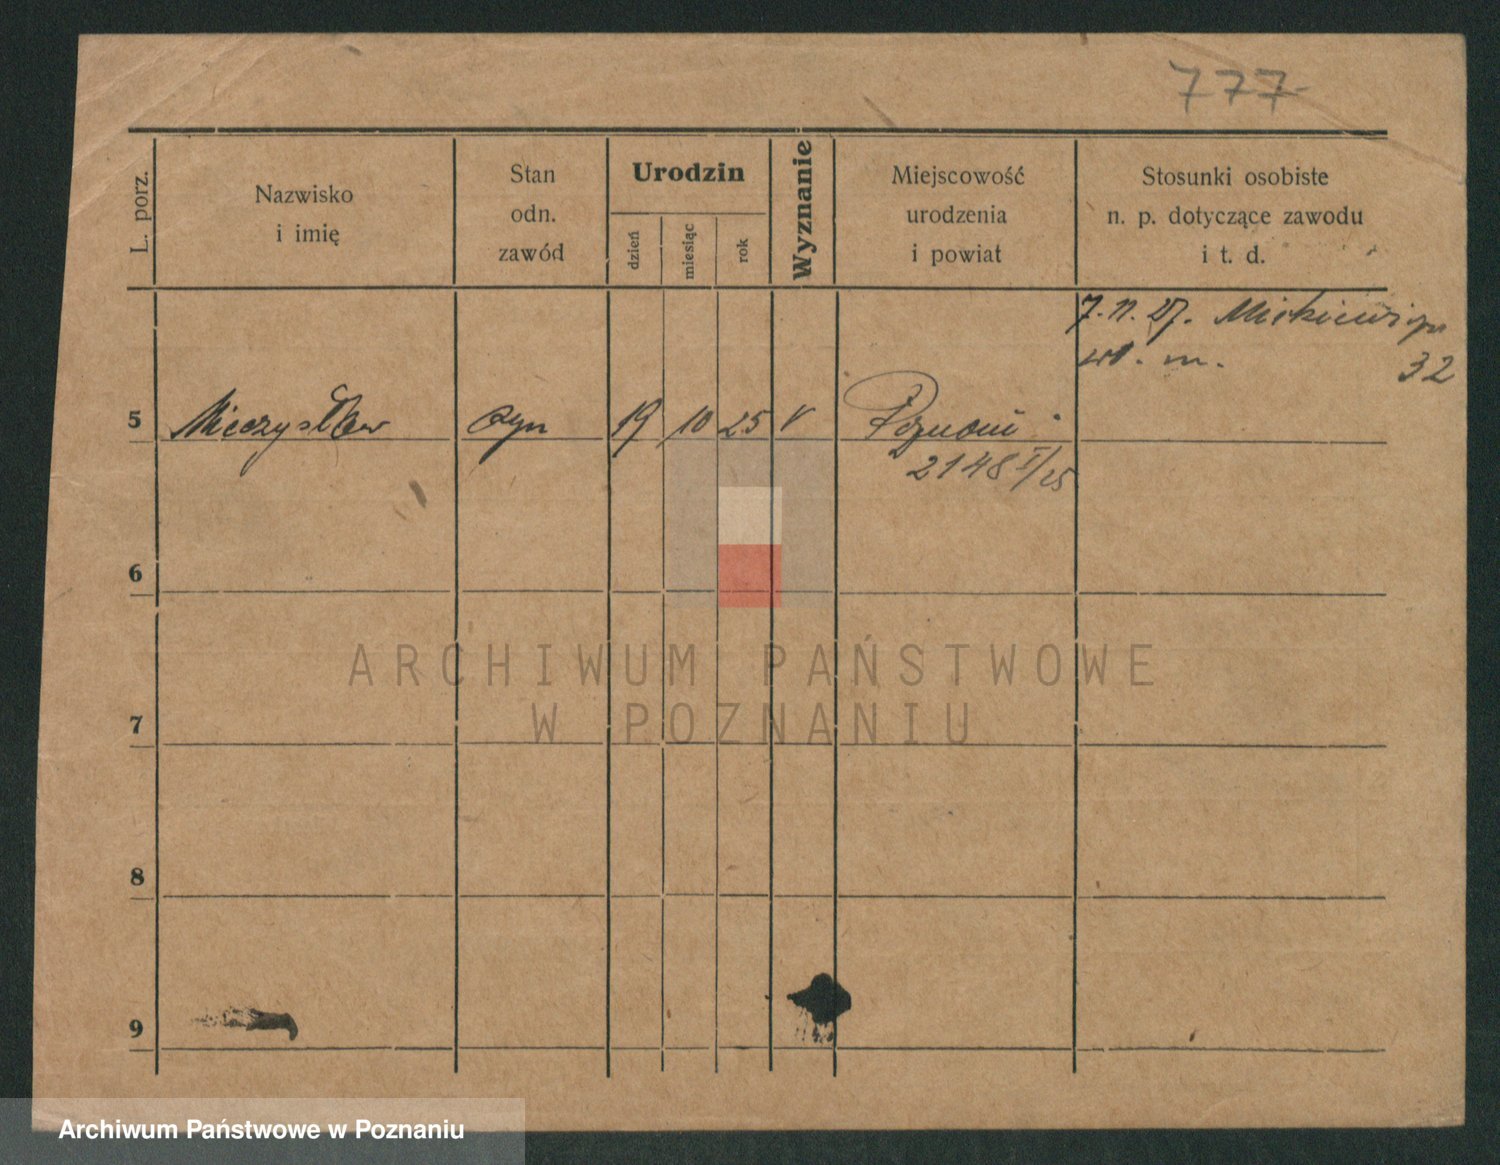 777
L. porz.
Nazwisko
i imię
Stan
odn.
zawód
Urodzin
dzień
miesiąc
rok
Wyznanie
Miejscowość
urodzenia
i powiat
Stosunki osobiste
n. p. dotyczące zawodu
i t. d.
7. 11. 27. Mickiewicza
wł. m. 32
5 Mieczysław syn 19 10 25 V Poznań
2148 I/25
6
ARCHIWUM PAŃSTWOWE
W POZNANIU
7
8
9
Archiwum Państwowe w Poznaniu